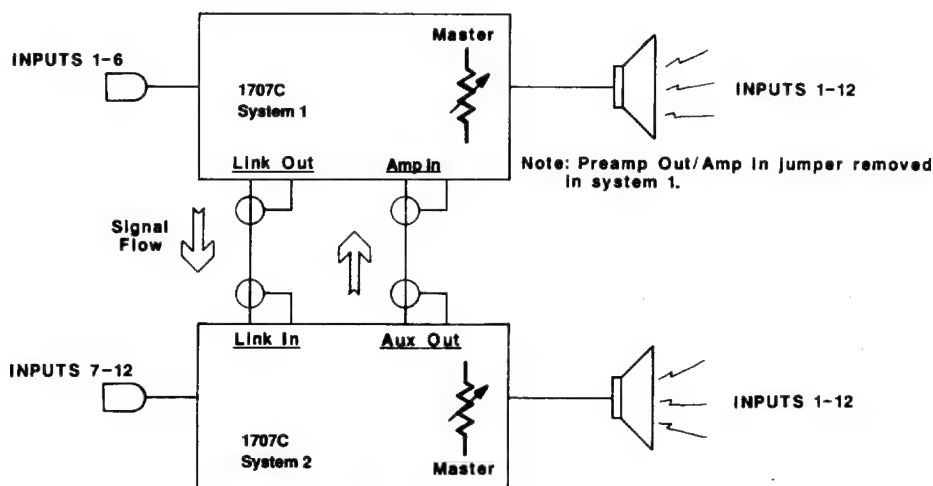 Master
INPUTS 1-6
1707C
System 1
INPUTS 1-12
Link Out
Amp In
Note: Preamp Out/Amp In jumper removed
in system 1.
Signal
Flow
Link In
Aux Out
INPUTS 7-12
INPUTS 1-12
1707C
System 2
Master